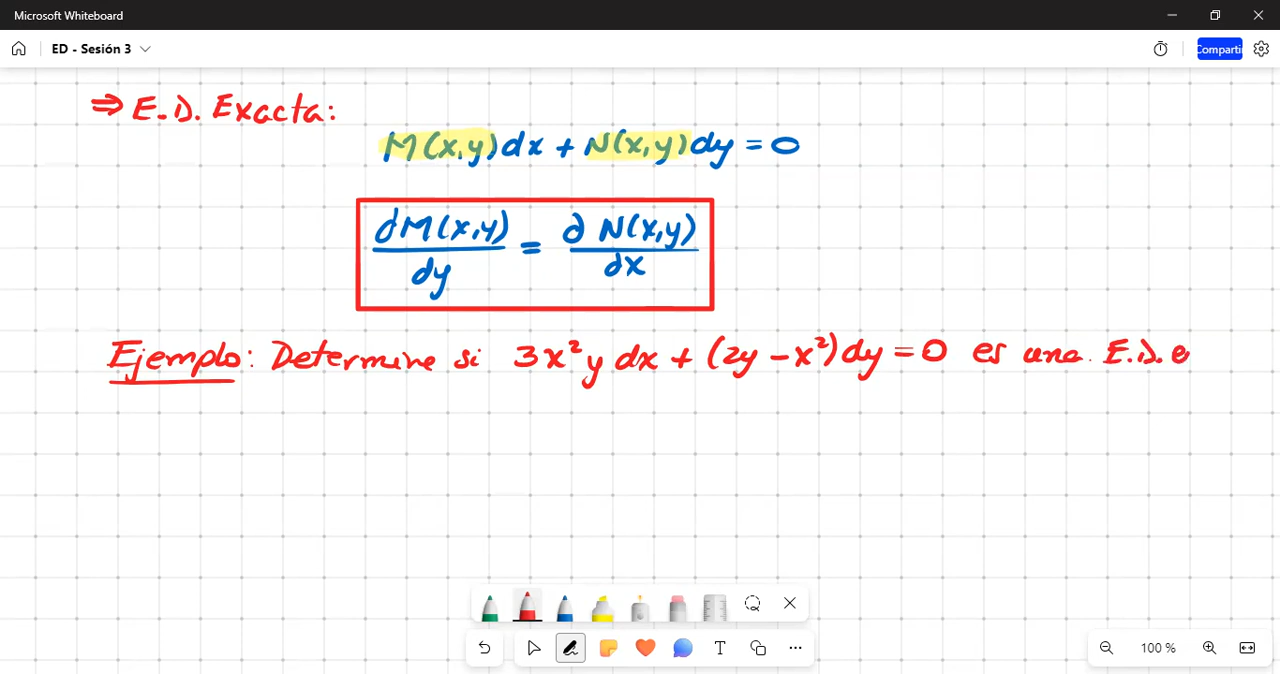 Microsoft Whiteboard
ED - Sesión 3
Comparti
⇒ E.D. Exacta:
M(x,y)dx + N(x,y)dy = 0
∂M(x,y)/dy = ∂N(x,y)/∂x
Ejemplo: Determine si 3x²y dx + (2y - x²)dy = 0 es una E.D. e
100 %